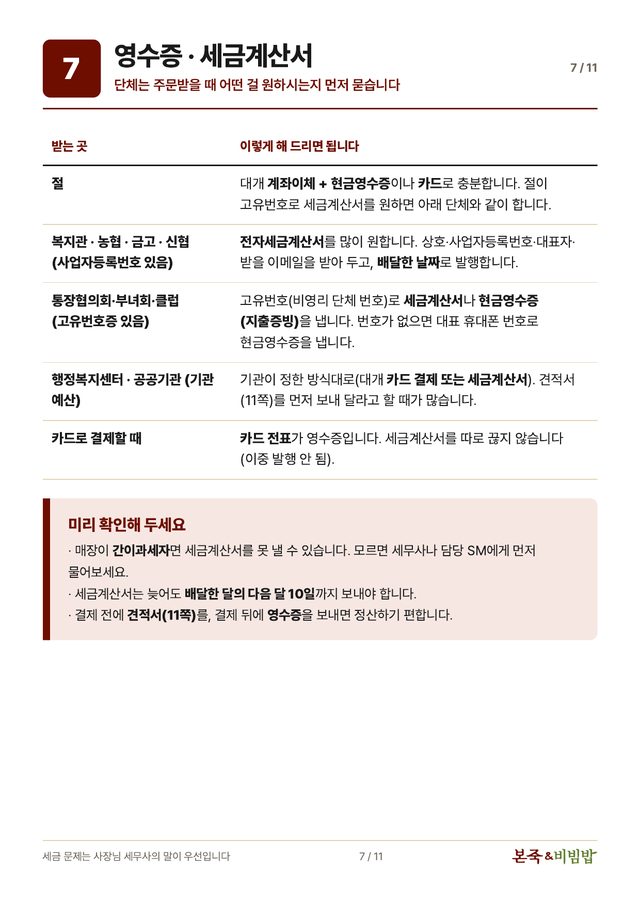 7
영수증 · 세금계산서
단체는 주문받을 때 어떤 걸 원하시는지 먼저 묻습니다
7 / 11
받는 곳
이렇게 해 드리면 됩니다
절
대개 계좌이체 + 현금영수증이나 카드로 충분합니다. 절이
고유번호로 세금계산서를 원하면 아래 단체와 같이 합니다.
복지관 · 농협 · 금고 · 신협
(사업자등록번호 있음)
전자세금계산서를 많이 원합니다. 상호·사업자등록번호·대표자·
받을 이메일을 받아 두고, 배달한 날짜로 발행합니다.
통장협의회·부녀회·클럽
(고유번호증 있음)
고유번호(비영리 단체 번호)로 세금계산서나 현금영수증
(지출증빙)을 냅니다. 번호가 없으면 대표 휴대폰 번호로
현금영수증을 냅니다.
행정복지센터 · 공공기관 (기관
예산)
기관이 정한 방식대로(대개 카드 결제 또는 세금계산서). 견적서
(11쪽)를 먼저 보내 달라고 할 때가 많습니다.
카드로 결제할 때
카드 전표가 영수증입니다. 세금계산서를 따로 끊지 않습니다
(이중 발행 안 됨).
미리 확인해 두세요
· 매장이 간이과세자면 세금계산서를 못 낼 수 있습니다. 모르면 세무사나 담당 SM에게 먼저
물어보세요.
· 세금계산서는 늦어도 배달한 달의 다음 달 10일까지 보내야 합니다.
· 결제 전에 견적서(11쪽)를, 결제 뒤에 영수증을 보내면 정산하기 편합니다.
세금 문제는 사장님 세무사의 말이 우선입니다
7 / 11
본죽&비빔밥